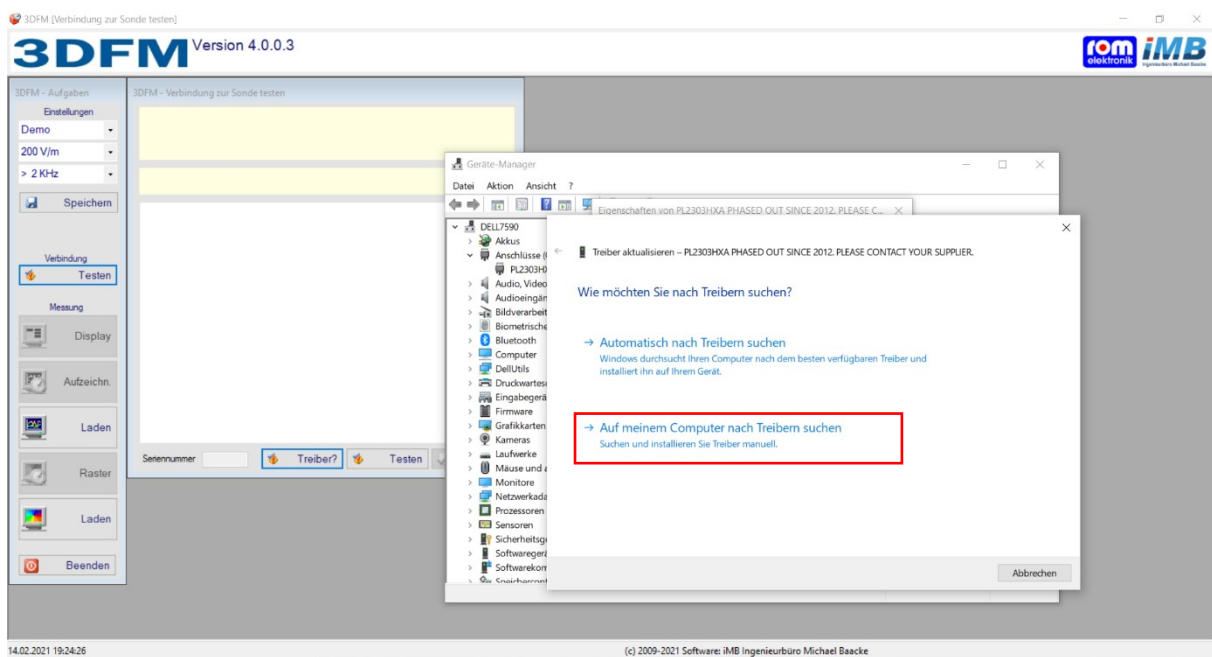 3DFM [Verbindung zur Sonde testen]
3DFM Version 4.0.0.3
rom
elektronik
iMB
Ingenieurbüro Michael Baacke
3DFM - Aufgaben
Einstellungen
Demo
200 V/m
> 2 KHz
Speichern
Verbindung
Testen
Messung
Display
Aufzeichn.
Laden
Raster
Laden
Beenden
3DFM - Verbindung zur Sonde testen
Seriennummer
Treiber?
Testen
Geräte-Manager
Datei Aktion Ansicht ?
DELL7590
Akkus
Anschlüsse (
PL2303H
Audio, Video
Audioeingän
Bildverarbeit
Biometrische
Bluetooth
Computer
DellUtils
Druckwartes
Eingabegerä
Firmware
Grafikkarten
Kameras
Laufwerke
Mäuse und a
Monitore
Netzwerkada
Prozessoren
Sensoren
Sicherheitsg
Softwaregerä
Softwarekom
Speichercont
Eigenschaften von PL2303HXA PHASED OUT SINCE 2012. PLEASE C...
Treiber aktualisieren – PL2303HXA PHASED OUT SINCE 2012. PLEASE CONTACT YOUR SUPPLIER.
Wie möchten Sie nach Treibern suchen?
→ Automatisch nach Treibern suchen
Windows durchsucht Ihren Computer nach dem besten verfügbaren Treiber und
installiert ihn auf Ihrem Gerät.
→ Auf meinem Computer nach Treibern suchen
Suchen und installieren Sie Treiber manuell.
Abbrechen
14.02.2021 19:24:26
(c) 2009-2021 Software: iMB Ingenieurbüro Michael Baacke